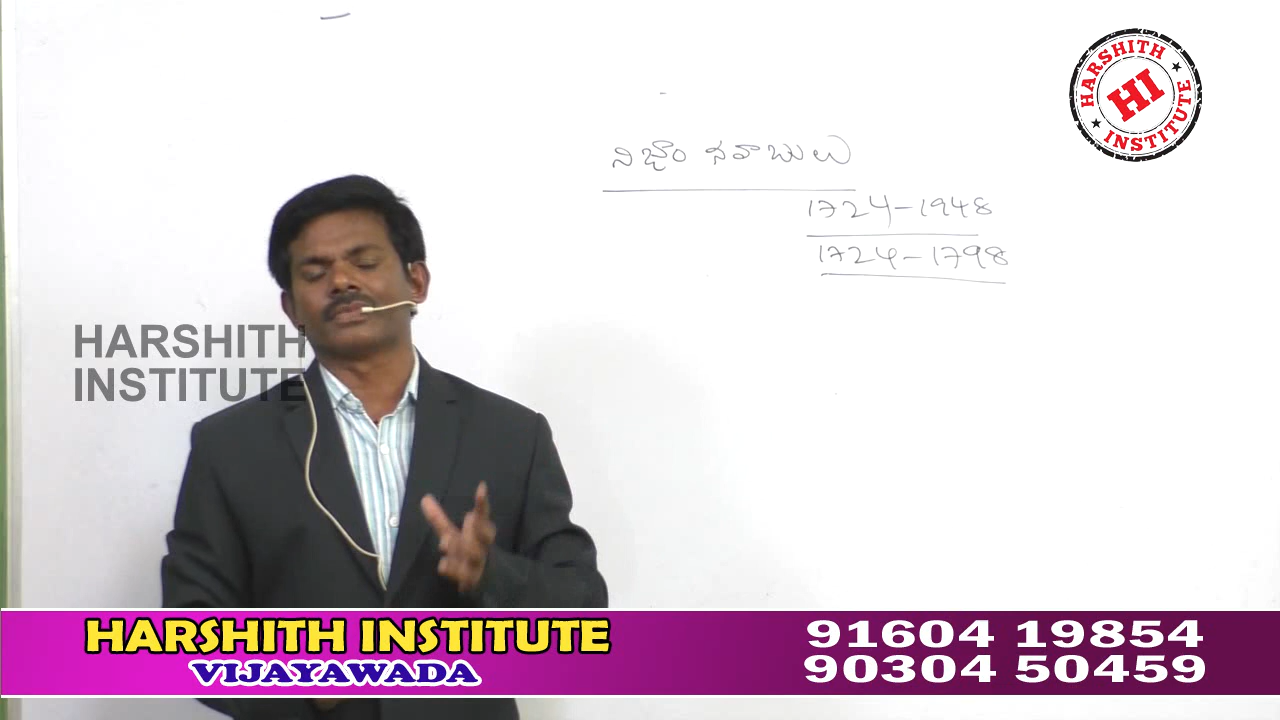 HARSHITH
HI
INSTITUTE
నిజాం నవాబులు
1724-1948
1724-1798
HARSHITH
INSTITUTE
HARSHITH INSTITUTE
VIJAYAWADA
91604 19854
90304 50459